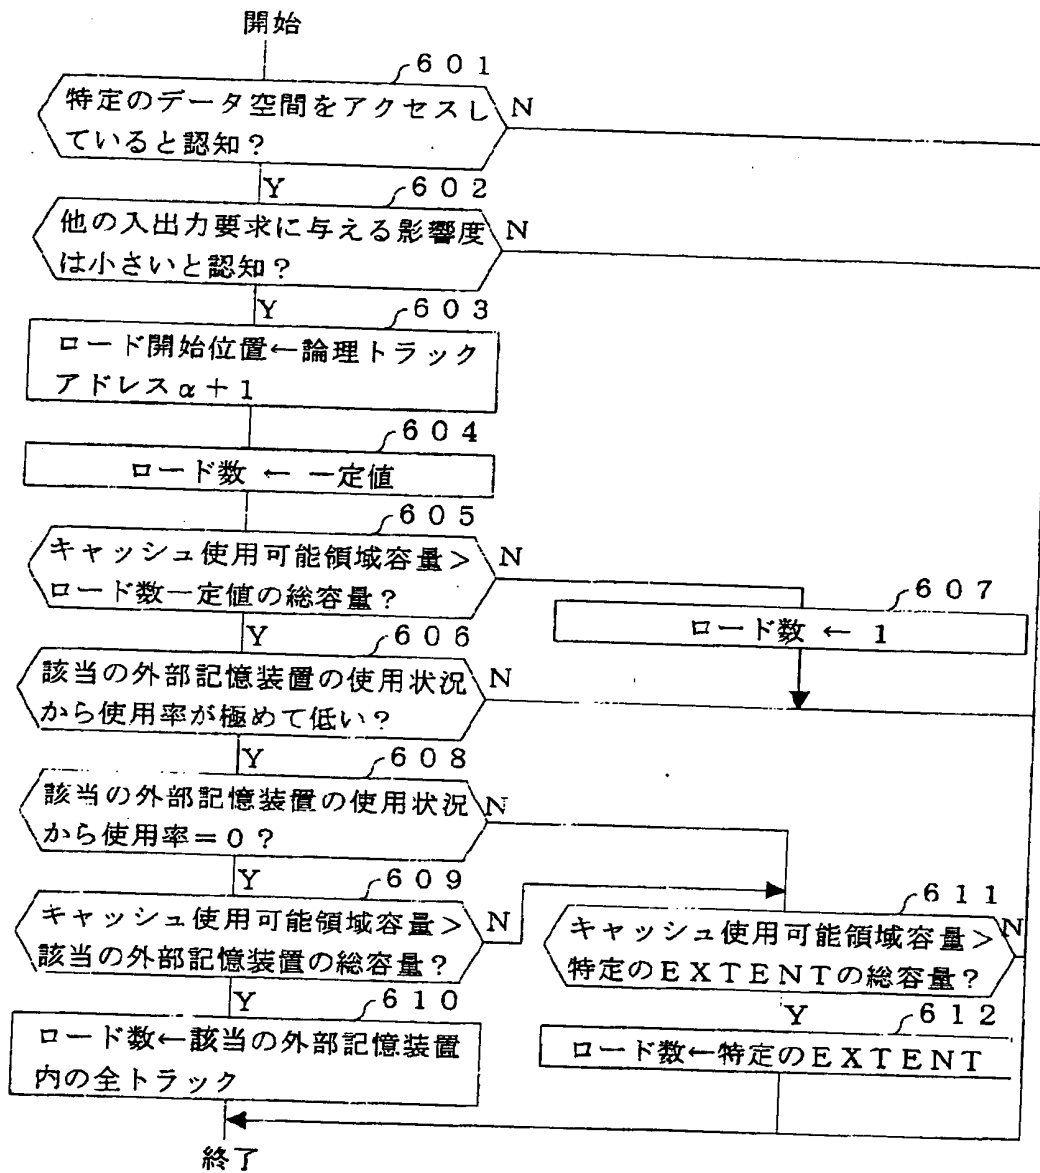 開始
601
特定のデータ空間をアクセスし
ていると認知?
N
Y
602
他の入出力要求に与える影響度
は小さいと認知?
N
Y
603
ロード開始位置←論理トラック
アドレスα+1
604
ロード数 ← 一定値
605
キャッシュ使用可能領域容量>
ロード数一定値の総容量?
N
607
ロード数 ← 1
Y
606
該当の外部記憶装置の使用状況
から使用率が極めて低い?
N
Y
608
該当の外部記憶装置の使用状況
から使用率=0?
N
Y
609
キャッシュ使用可能領域容量>
該当の外部記憶装置の総容量?
N
611
キャッシュ使用可能領域容量>
特定のEXTENTの総容量?
N
Y
610
ロード数←該当の外部記憶装置
内の全トラック
Y
612
ロード数←特定のEXTENT
終了